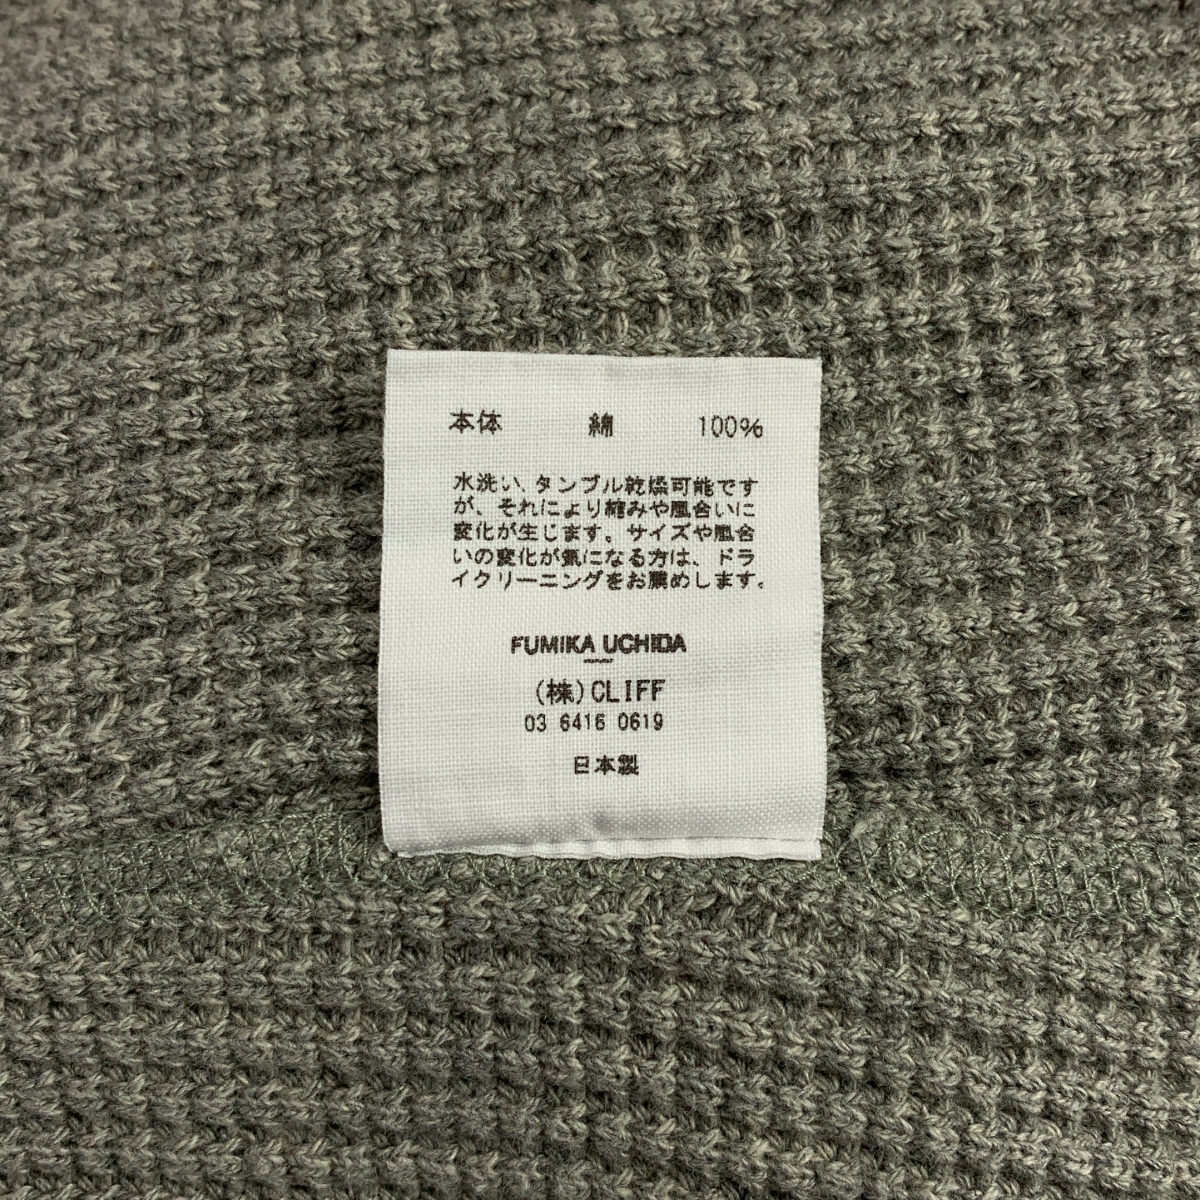 本体 綿 100%
水洗い、タンブル乾燥可能です
が、それにより縮みや風合いに
変化が生じます。サイズや風合
いの変化が気になる方は、ドラ
イクリーニングをお薦めします。
FUMIKA UCHIDA
(株)CLIFF
03 6416 0619
日本製